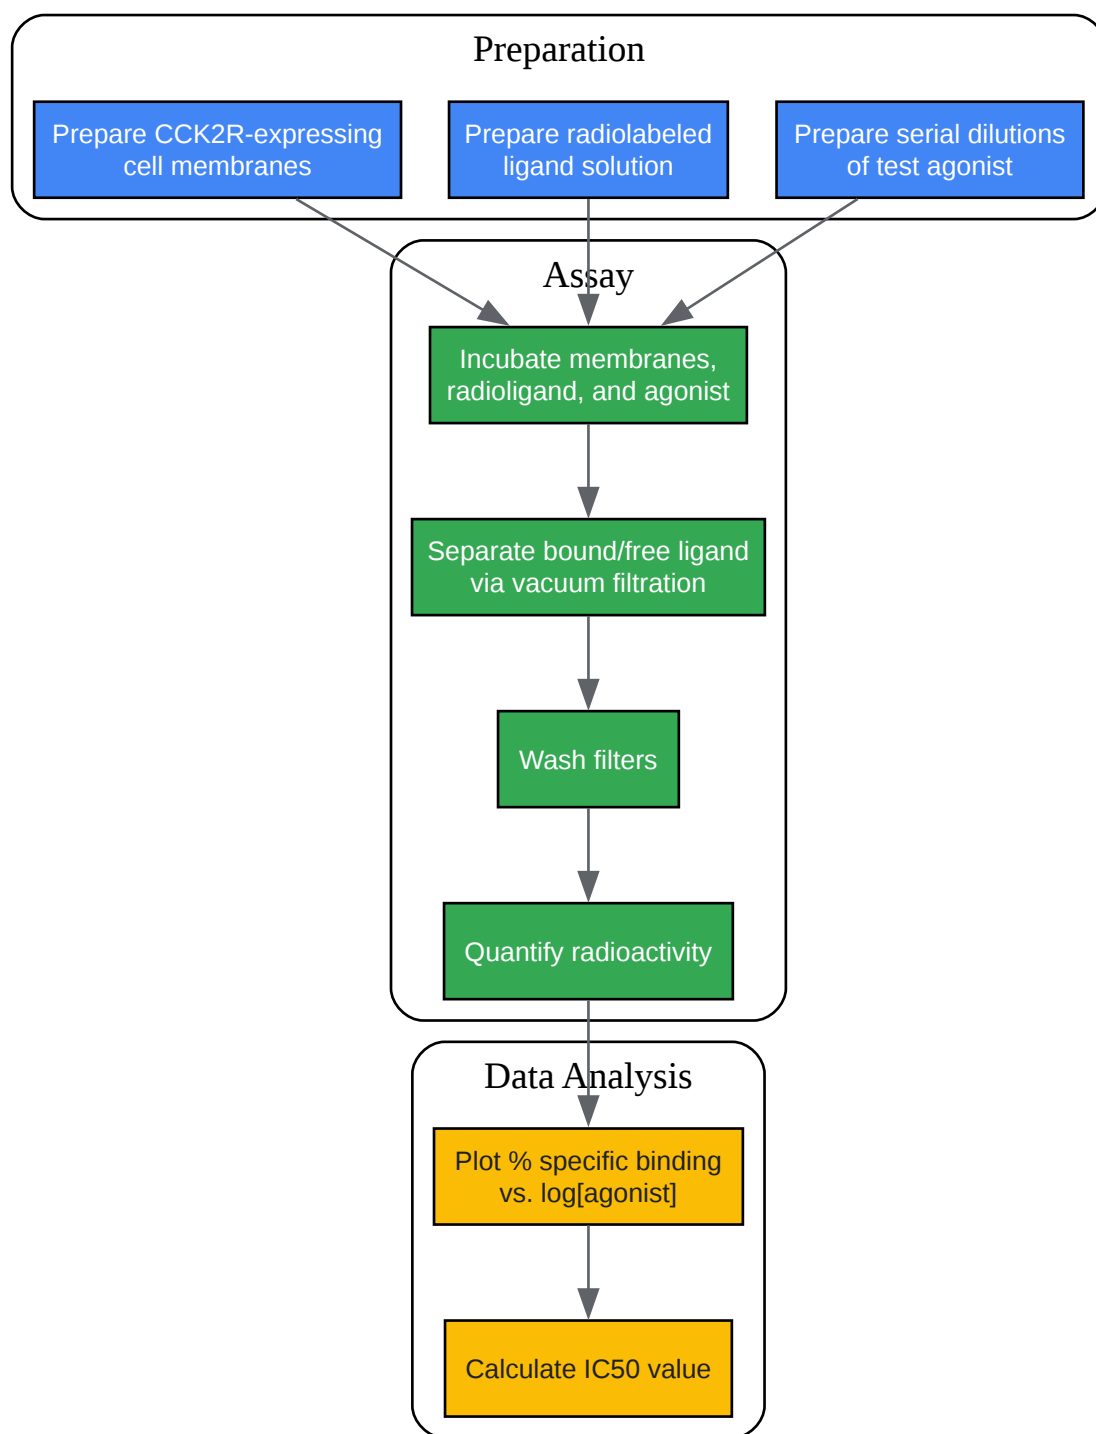 Preparation
Prepare CCK2R-expressing
cell membranes
Prepare radiolabeled
ligand solution
Prepare serial dilutions
of test agonist
Assay
Incubate membranes,
radioligand, and agonist
Separate bound/free ligand
via vacuum filtration
Wash filters
Quantify radioactivity
Data Analysis
Plot % specific binding
vs. log[agonist]
Calculate IC50 value